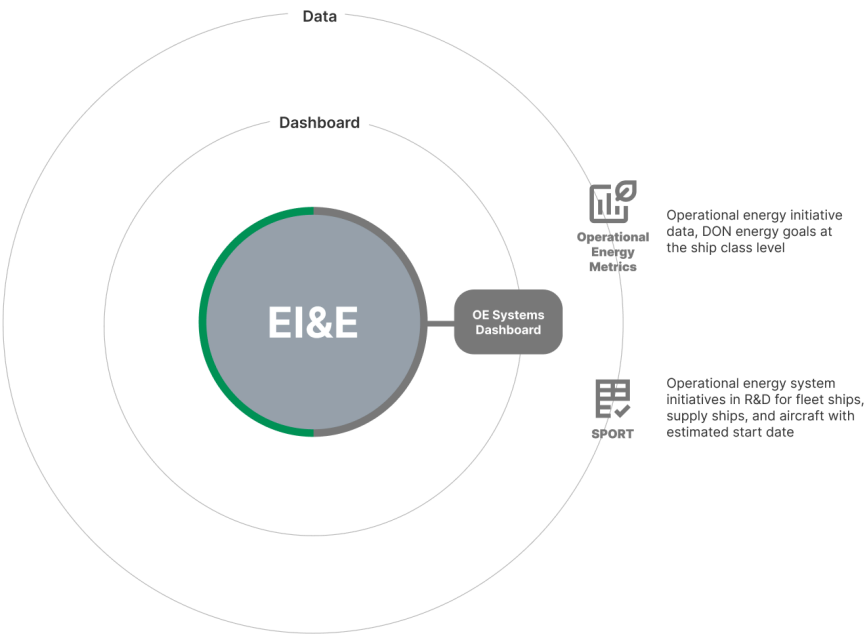 Data
Dashboard
EI&E
OE Systems
Dashboard
Operational
Energy
Metrics
Operational energy initiative
data, DON energy goals at
the ship class level
SPORT
Operational energy system
initiatives in R&D for fleet ships,
supply ships, and aircraft with
estimated start date